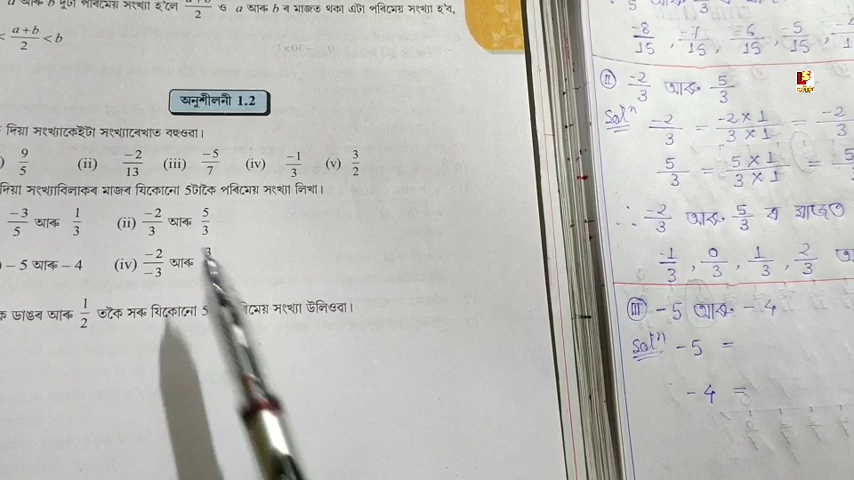 a আৰু b দুটা পৰিমেয় সংখ্যা হ'লে (a+b)/2 ও a আৰু b ৰ মাজত থকা এটা পৰিমেয় সংখ্যা হ'ব,
< (a+b)/2 < b
অনুশীলনী 1.2
দিয়া সংখ্যাকেইটা সংখ্যাৰেখাত বহুওৱা।
) 9/5 (ii) -2/13 (iii) -5/7 (iv) -1/3 (v) 3/2
দিয়া সংখ্যাবিলাকৰ মাজৰ যিকোনো 5টাকৈ পৰিমেয় সংখ্যা লিখা।
-3/5 আৰু 1/3 (ii) -2/3 আৰু 5/3
) – 5 আৰু – 4 (iv) -2/-3 আৰু
ডাঙৰ আৰু 1/2 তকৈ সৰু যিকোনো 5 মেয় সংখ্যা উলিওৱা।
-8/15, -7/15, -6/15, -5/15,
(II) -2/3 আৰু 5/3
Solⁿ -2/3 = -2×1/3×1 = -2/3
5/3 = 5×1/3×1 =
∴ -2/3 আৰু 5/3 ৰ মাজত
-1/3, 0/3, 1/3, 2/3
(III) -5 আৰু -4
Solⁿ -5 =
-4 =